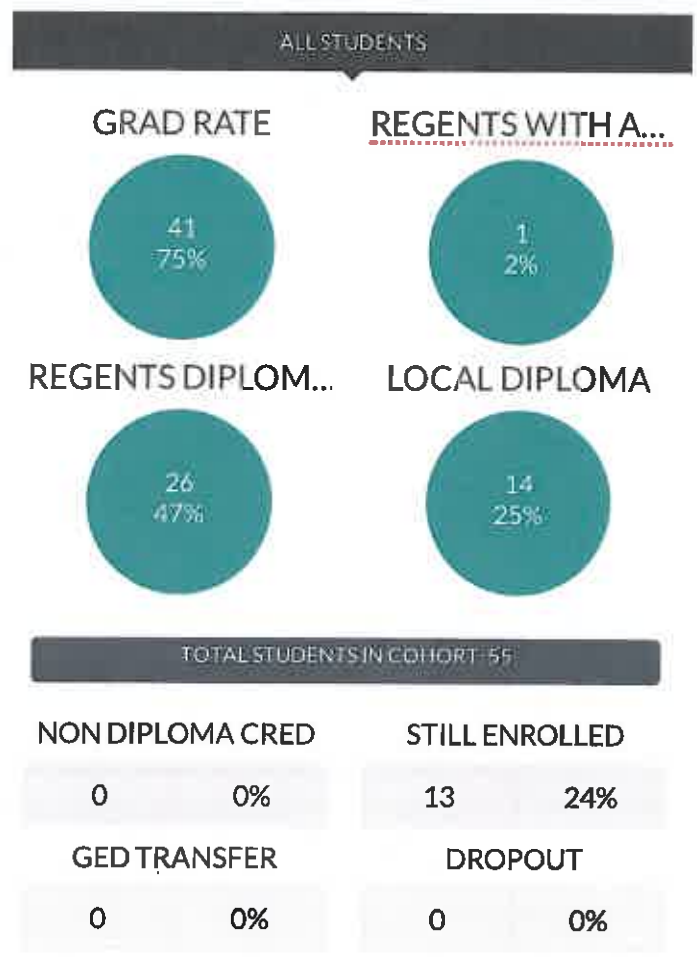 ALL STUDENTS
GRAD RATE
41
75%
REGENTS WITH A...
1
2%
REGENTS DIPLOM...
26
47%
LOCAL DIPLOMA
14
25%
TOTAL STUDENTS IN COHORT: 55
NON DIPLOMA CRED
0 0%
STILL ENROLLED
13 24%
GED TRANSFER
0 0%
DROPOUT
0 0%